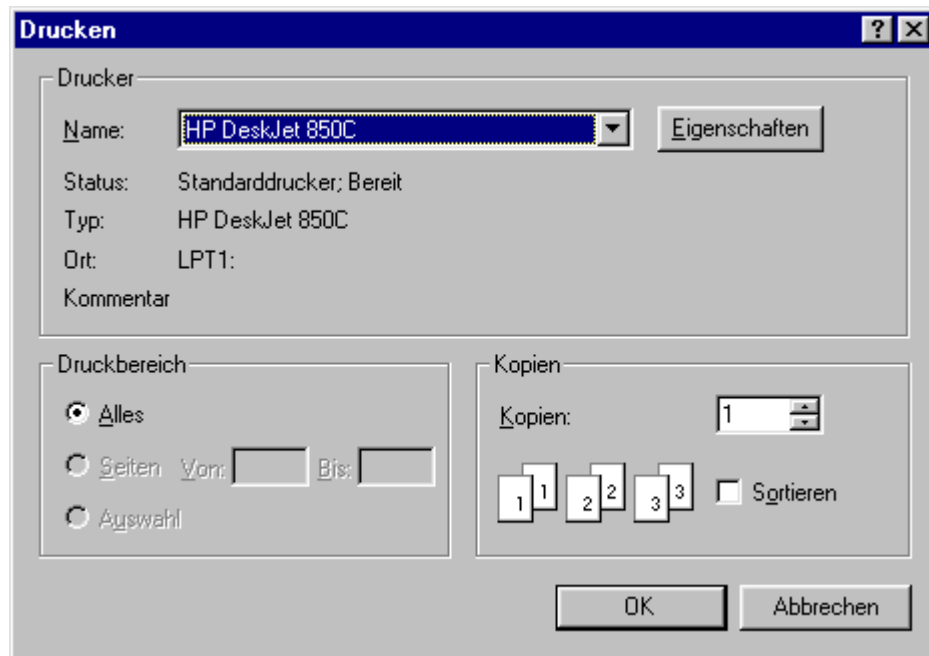 Drucken
Drucker
Name: HP DeskJet 850C Eigenschaften
Status: Standarddrucker; Bereit
Typ: HP DeskJet 850C
Ort: LPT1:
Kommentar
Druckbereich
Alles
Seiten Von: Bis:
Auswahl
Kopien
Kopien: 1
1 1 2 2 3 3 Sortieren
OK Abbrechen